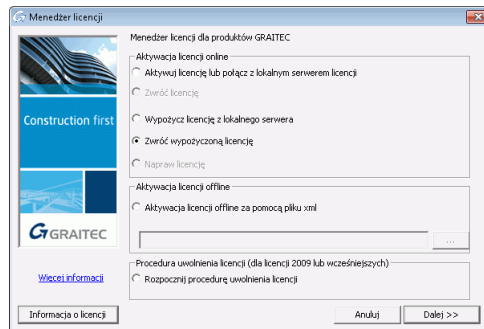 Menedżer licencji
Menedżer licencji dla produktów GRAITEC
Aktywacja licencji online
Aktywuj licencję lub połącz z lokalnym serwerem licencji
Zwróć licencję
Wypożycz licencję z lokalnego serwera
Zwróć wypożyczoną licencję
Napraw licencję
Construction first
GRAITEC
Aktywacja licencji offline
Aktywacja licencji offline za pomocą pliku xml
...
Procedura uwolnienia licencji (dla licencji 2009 lub wcześniejszych)
Rozpocznij procedurę uwolnienia licencji
Więcej informacji
Informacja o licencji
Anuluj
Dalej >>